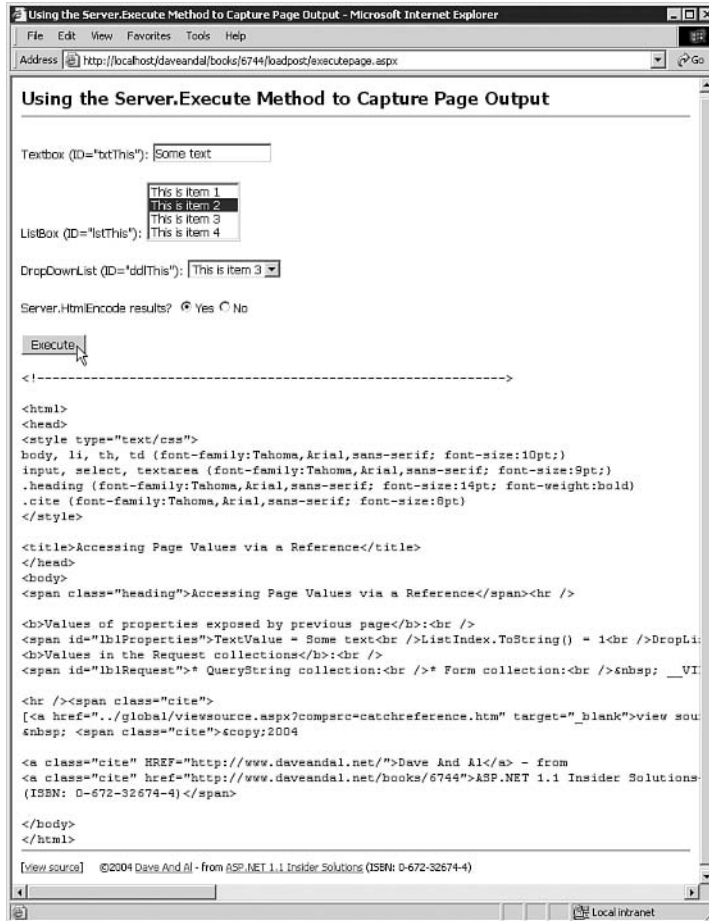 Using the Server.Execute Method to Capture Page Output - Microsoft Internet Explorer
File Edit View Favorites Tools Help
Address http://localhost/daveandal/books/6744/loadpost/executepage.aspx Go
Using the Server.Execute Method to Capture Page Output
Textbox (ID="txtThis"): Some text
This is item 1
This is item 2
This is item 3
ListBox (ID="lstThis"): This is item 4
DropDownList (ID="ddlThis"): This is item 3
Server.HtmlEncode results? Yes No
Execute
<!------------------------------------------------------------->
<html>
<head>
<style type="text/css">
body, li, th, td {font-family:Tahoma,Arial,sans-serif; font-size:10pt;}
input, select, textarea {font-family:Tahoma,Arial,sans-serif; font-size:9pt;}
.heading {font-family:Tahoma,Arial,sans-serif; font-size:14pt; font-weight:bold}
.cite {font-family:Tahoma,Arial,sans-serif; font-size:8pt}
</style>
<title>Accessing Page Values via a Reference</title>
</head>
<body>
<span class="heading">Accessing Page Values via a Reference</span><hr />
<b>Values of properties exposed by previous page</b>:<br />
<span id="lblProperties">TextValue = Some text<br />ListIndex.ToString() = 1<br />DropLi
<b>Values in the Request collections</b>:<br />
<span id="lblRequest">* QueryString collection:<br />* Form collection:<br />&nbsp; __VI
<hr /><span class="cite">
[<a href="../global/viewsource.aspx?compsrc=catchreference.htm" target="_blank">view sou
&nbsp; <span class="cite">&copy;2004
<a class="cite" HREF="http://www.daveandal.net/">Dave And Al</a> - from
<a class="cite" href="http://www.daveandal.net/books/6744">ASP.NET 1.1 Insider Solutions
(ISBN: 0-672-32674-4)</span>
</body>
</html>
[view source] ©2004 Dave And Al - from ASP.NET 1.1 Insider Solutions (ISBN: 0-672-32674-4)
Local intranet